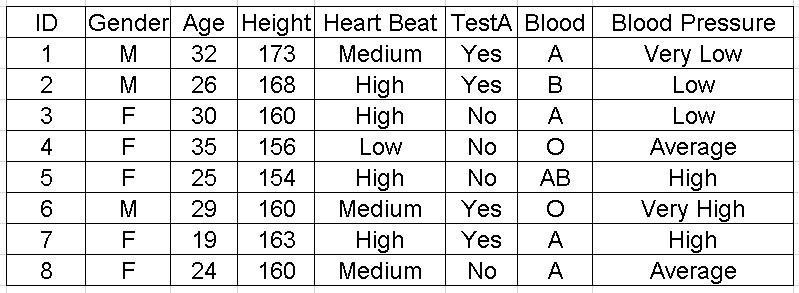 ID Gender Age Height Heart Beat TestA Blood Blood Pressure
1 M 32 173 Medium Yes A Very Low
2 M 26 168 High Yes B Low
3 F 30 160 High No A Low
4 F 35 156 Low No O Average
5 F 25 154 High No AB High
6 M 29 160 Medium Yes O Very High
7 F 19 163 High Yes A High
8 F 24 160 Medium No A Average